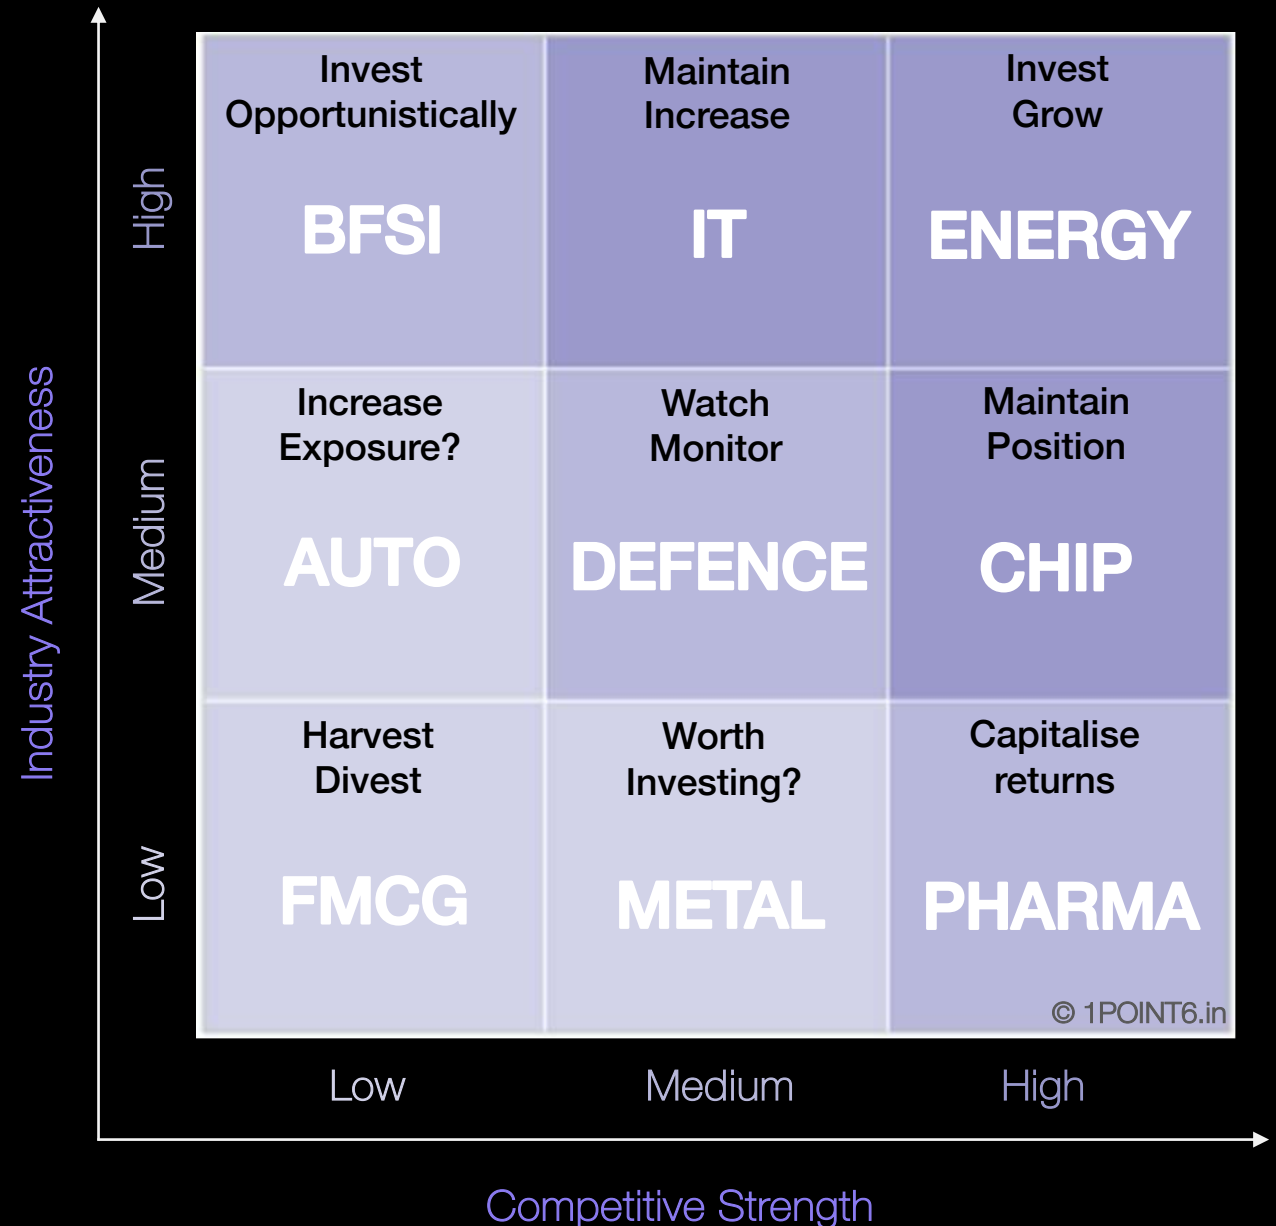 Invest
Opportunistically
BFSI
Maintain
Increase
IT
Invest
Grow
ENERGY
High
Increase
Exposure?
AUTO
Watch
Monitor
DEFENCE
Maintain
Position
CHIP
Medium
Industry Attractiveness
Harvest
Divest
FMCG
Worth
Investing?
METAL
Capitalise
returns
PHARMA
Low
© 1POINT6.in
Low
Medium
High
Competitive Strength